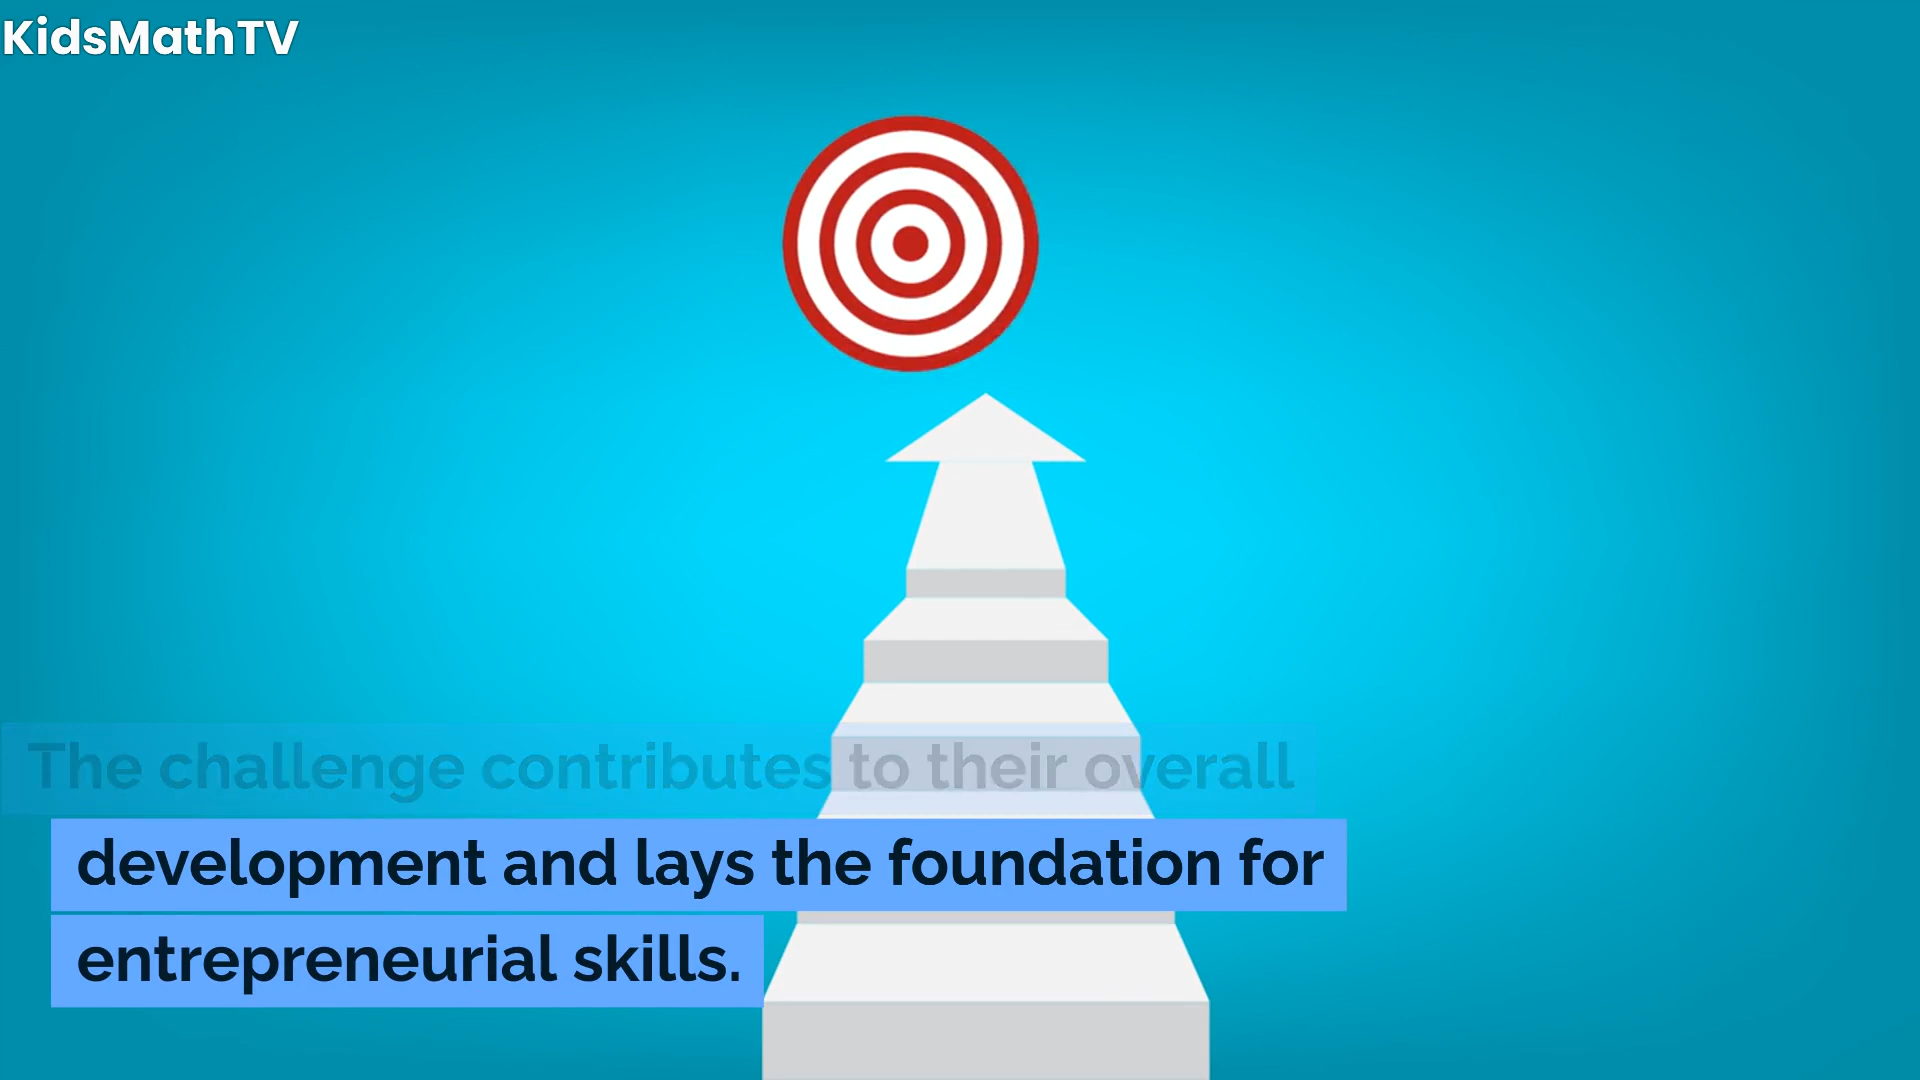 KidsMathTV
The challenge contributes to their overall
development and lays the foundation for
entrepreneurial skills.